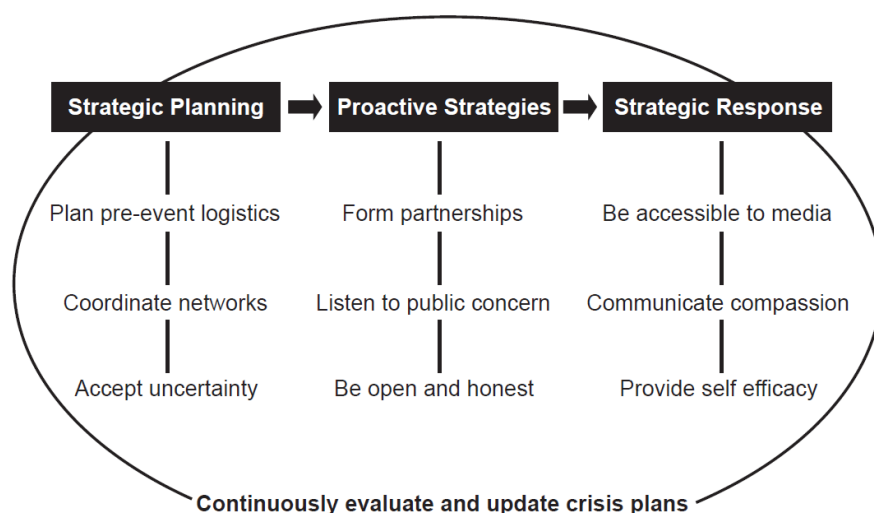 Strategic Planning
Proactive Strategies
Strategic Response
Plan pre-event logistics
Form partnerships
Be accessible to media
Coordinate networks
Listen to public concern
Communicate compassion
Accept uncertainty
Be open and honest
Provide self efficacy
Continuously evaluate and update crisis plans